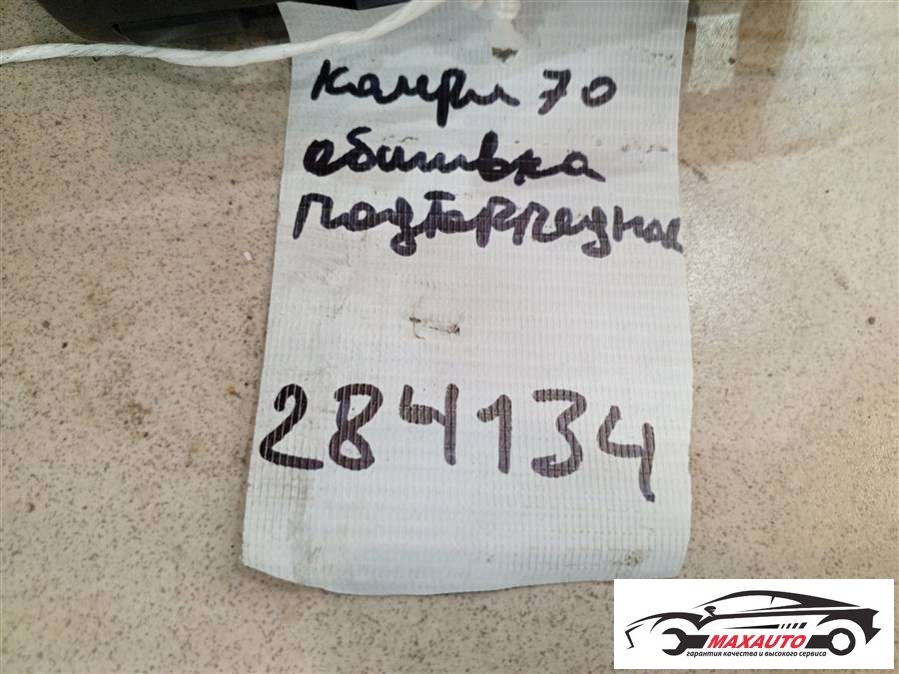 камри 70
обшивка
подторпедная
284134
MAXAUTO
гарантия качества и высокого сервиса